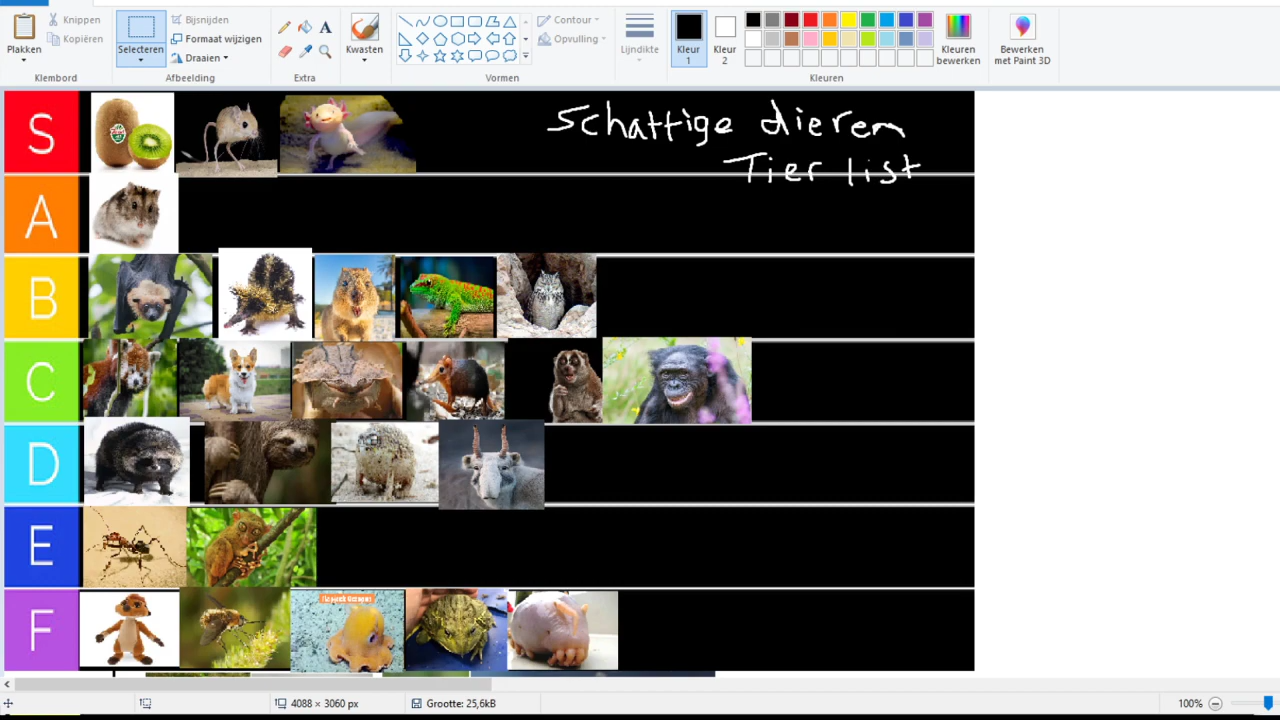 Plakken
Knippen
Kopiëren
Klembord
Selecteren
Bijsnijden
Formaat wijzigen
Draaien
Afbeelding
Extra
Kwasten
Contour
Opvulling
Vormen
Lijndikte
Kleur
1
Kleur
2
Kleuren
Kleuren
bewerken
Bewerken
met Paint 3D
S
Schattige dieren
Tier list
A
B
C
D
E
F
4088 × 3060 px
Grootte: 25,6kB
100%